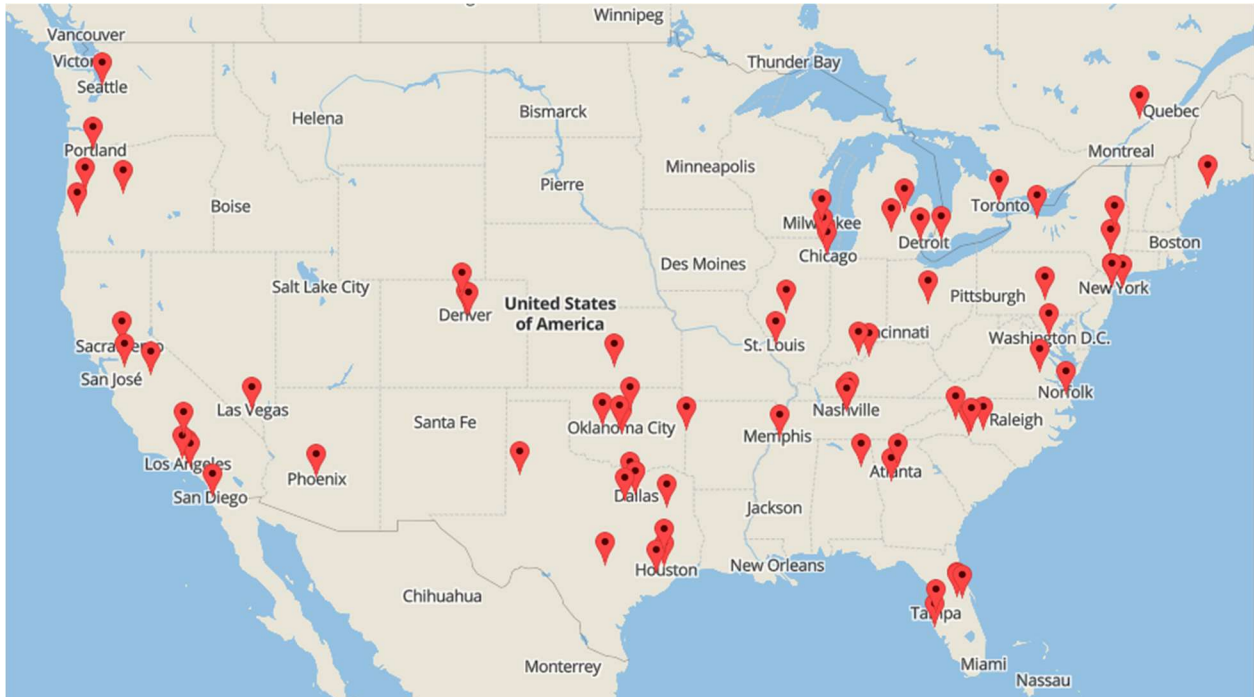 Winnipeg
Vancouver
Thunder Bay
Seattle
Helena
Bismarck
Quebec
Portland
Montreal
Minneapolis
Pierre
Boise
Toronto
Milwaukee
Detroit
Boston
Chicago
Des Moines
Salt Lake City
New York
Pittsburgh
Denver
United States
of America
St. Louis
Washington D.C.
San José
Norfolk
Las Vegas
Nashville
Santa Fe
Oklahoma City
Memphis
Raleigh
Los Angeles
Atlanta
Phoenix
San Diego
Dallas
Jackson
Houston
New Orleans
Chihuahua
Tampa
Monterrey
Miami
Nassau